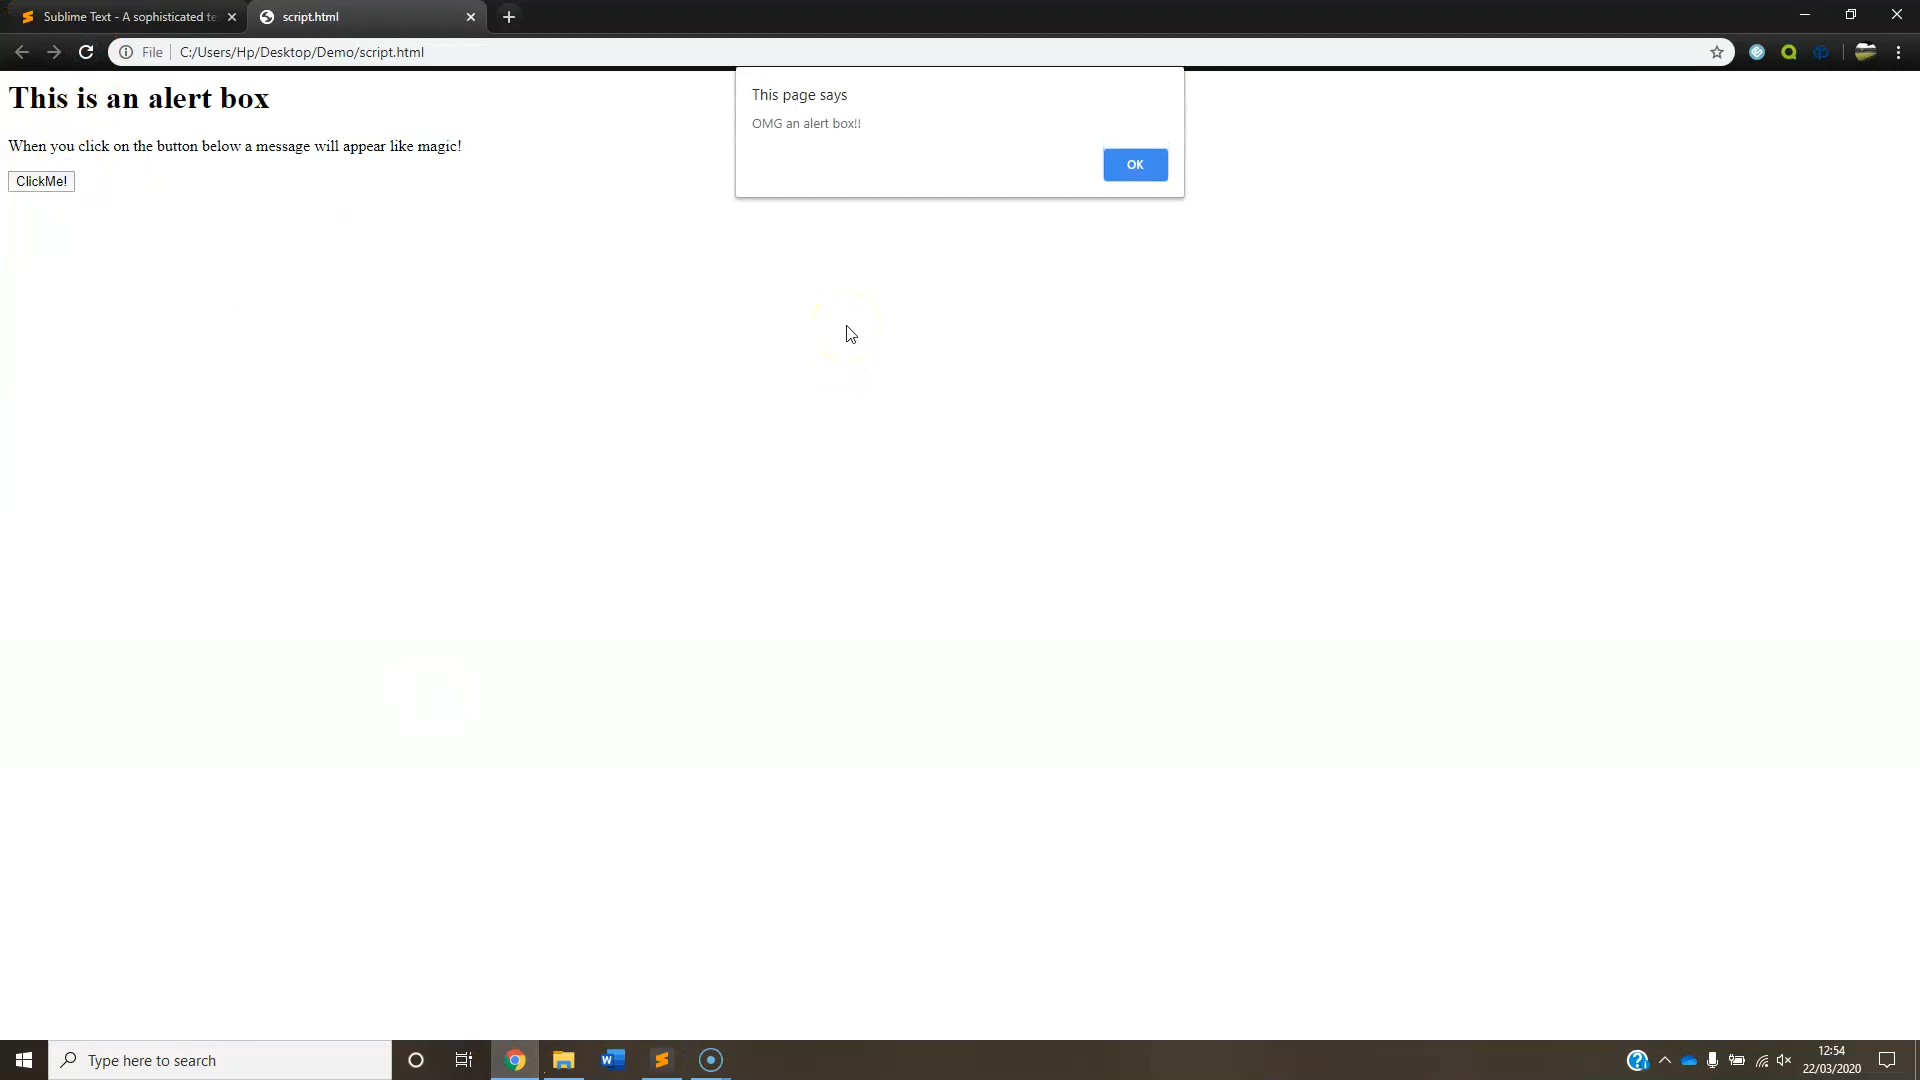 Sublime Text - A sophisticated te
script.html
File
C:/Users/Hp/Desktop/Demo/script.html
This page says
OMG an alert box!!
OK
This is an alert box
When you click on the button below a message will appear like magic!
ClickMe!
Type here to search
12:54
22/03/2020